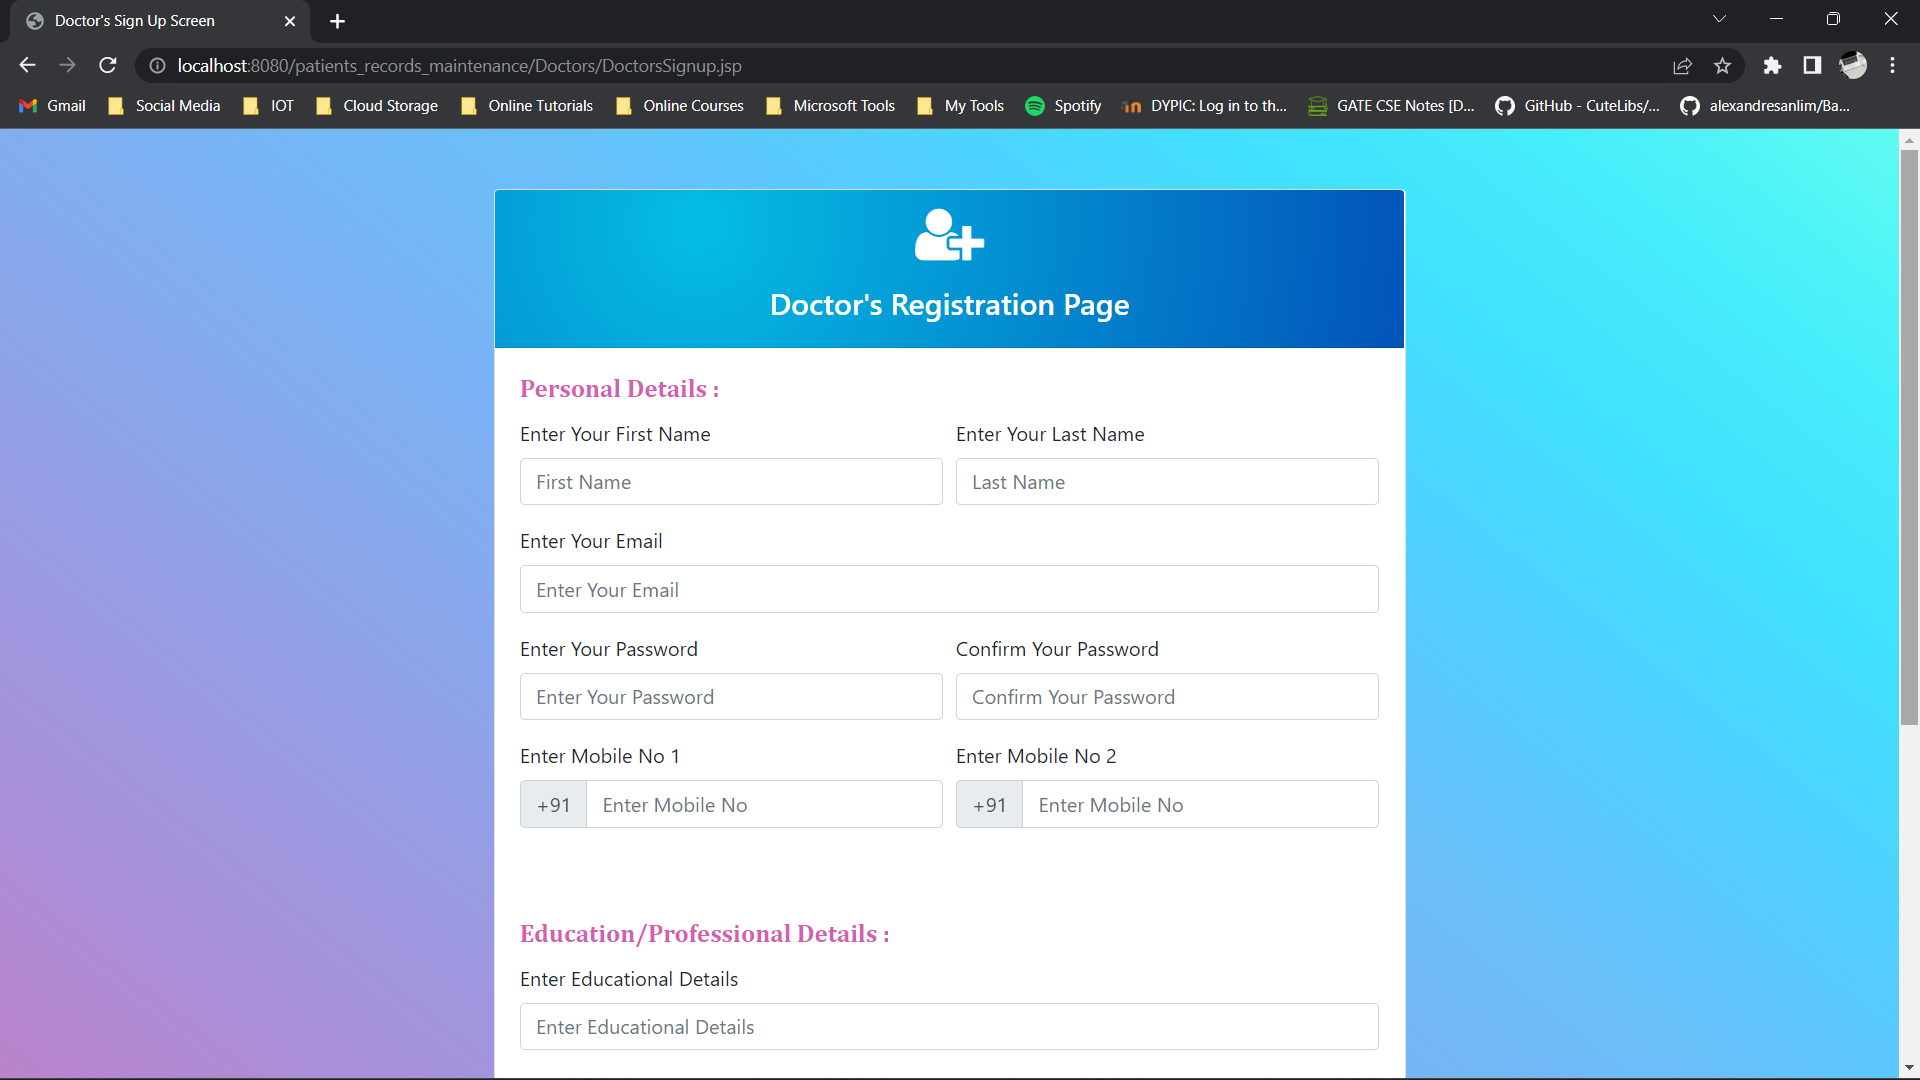 Doctor's Sign Up Screen
localhost:8080/patients_records_maintenance/Doctors/DoctorsSignup.jsp
Gmail Social Media IOT Cloud Storage Online Tutorials Online Courses Microsoft Tools My Tools Spotify DYPIC: Log in to th... GATE CSE Notes [D... GitHub - CuteLibs/... alexandresanlim/Ba...
Doctor's Registration Page
Personal Details :
Enter Your First Name Enter Your Last Name
First Name Last Name
Enter Your Email
Enter Your Email
Enter Your Password Confirm Your Password
Enter Your Password Confirm Your Password
Enter Mobile No 1 Enter Mobile No 2
+91 Enter Mobile No +91 Enter Mobile No
Education/Professional Details :
Enter Educational Details
Enter Educational Details